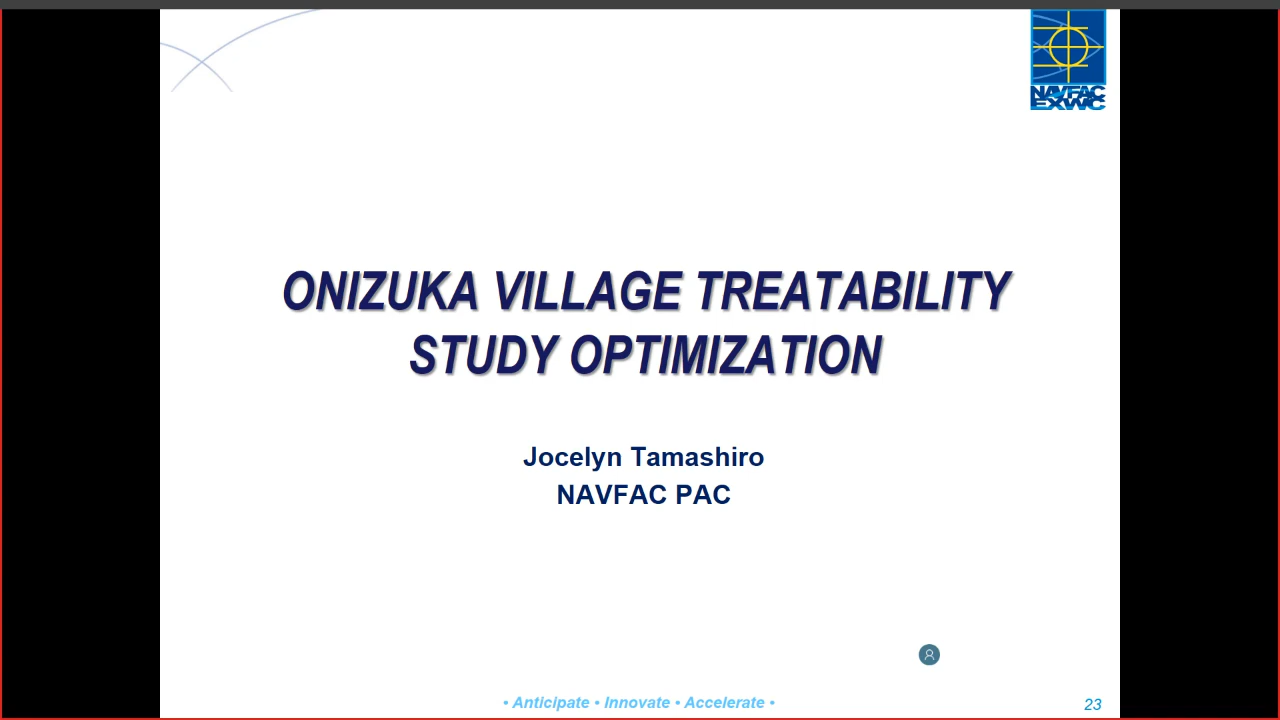 NAVFAC
EXWC
ONIZUKA VILLAGE TREATABILITY
STUDY OPTIMIZATION
Jocelyn Tamashiro
NAVFAC PAC
• Anticipate • Innovate • Accelerate •
23